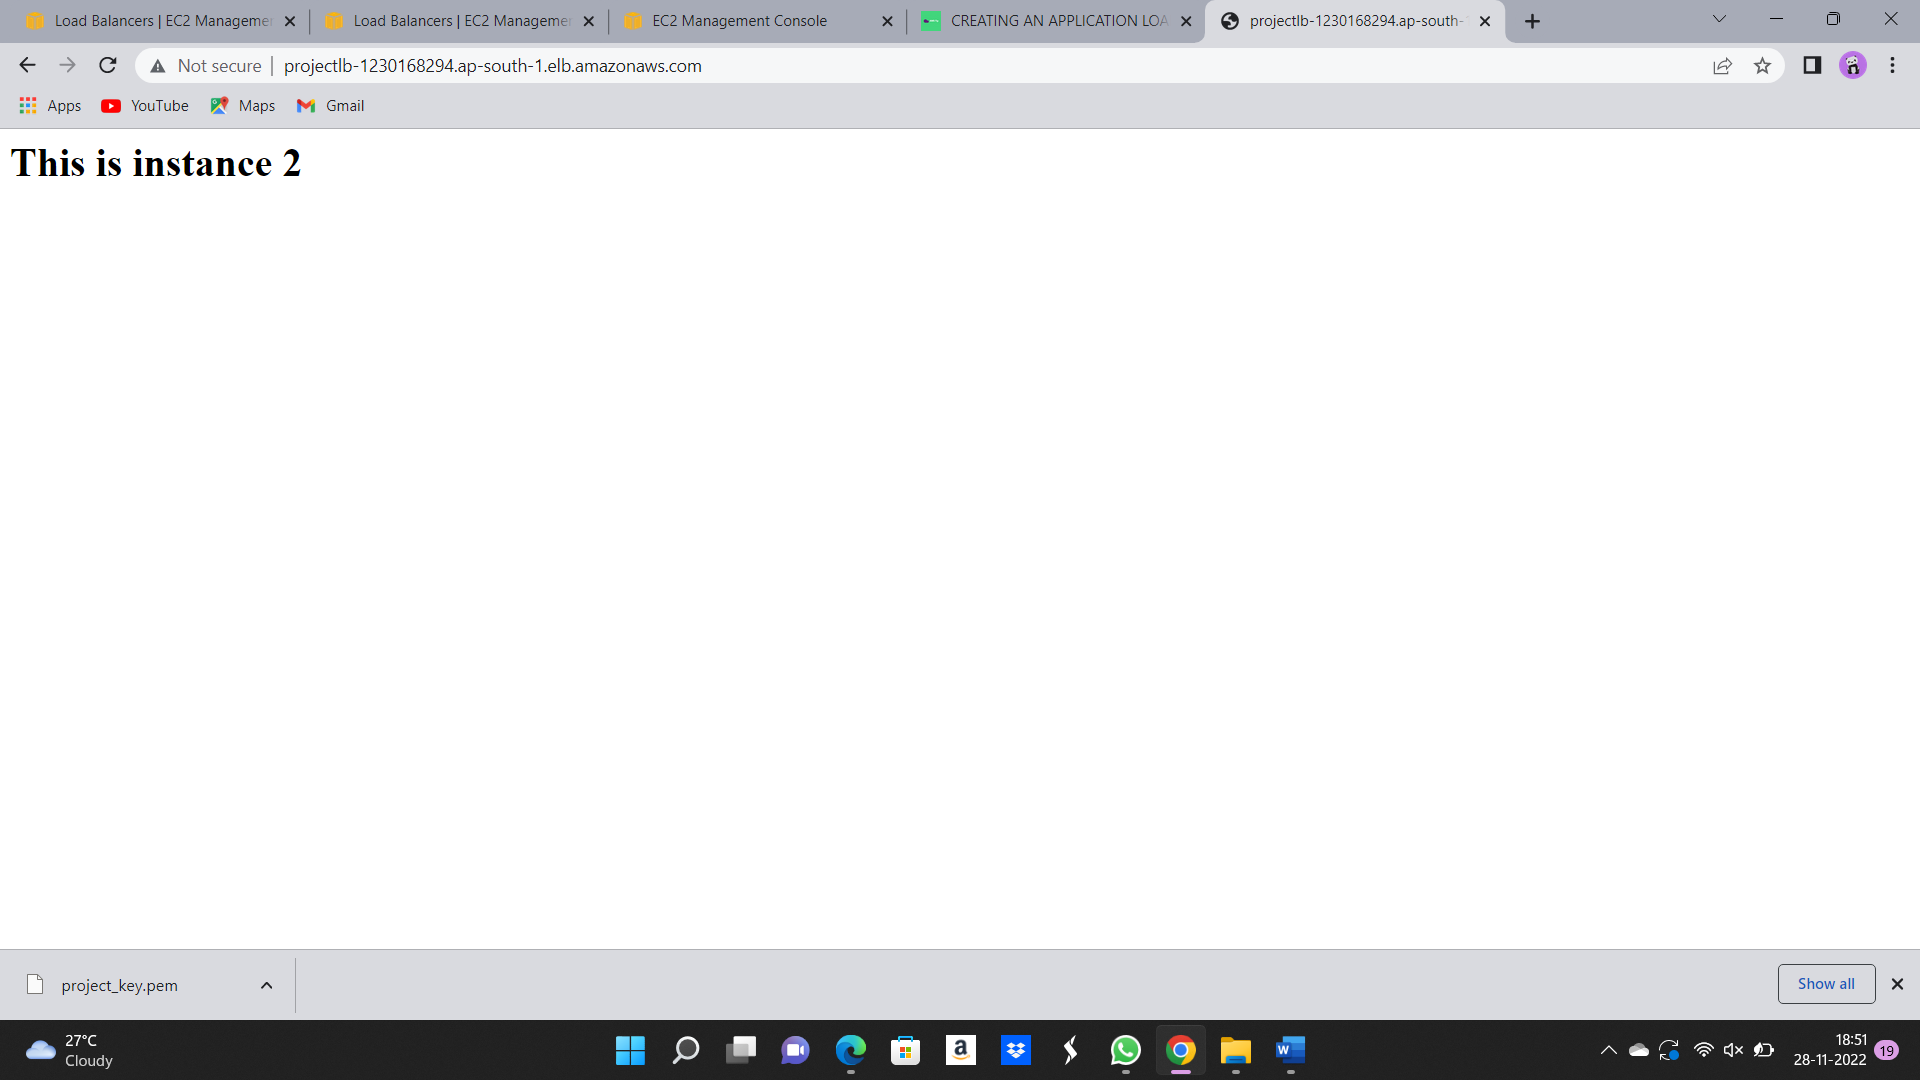 Load Balancers | EC2 Managemen
Load Balancers | EC2 Managemen
EC2 Management Console
CREATING AN APPLICATION LOA
projectlb-1230168294.ap-south-
Not secure
projectlb-1230168294.ap-south-1.elb.amazonaws.com
Apps
YouTube
Maps
Gmail
This is instance 2
project_key.pem
Show all
27°C
Cloudy
a
W
18:51
28-11-2022
19